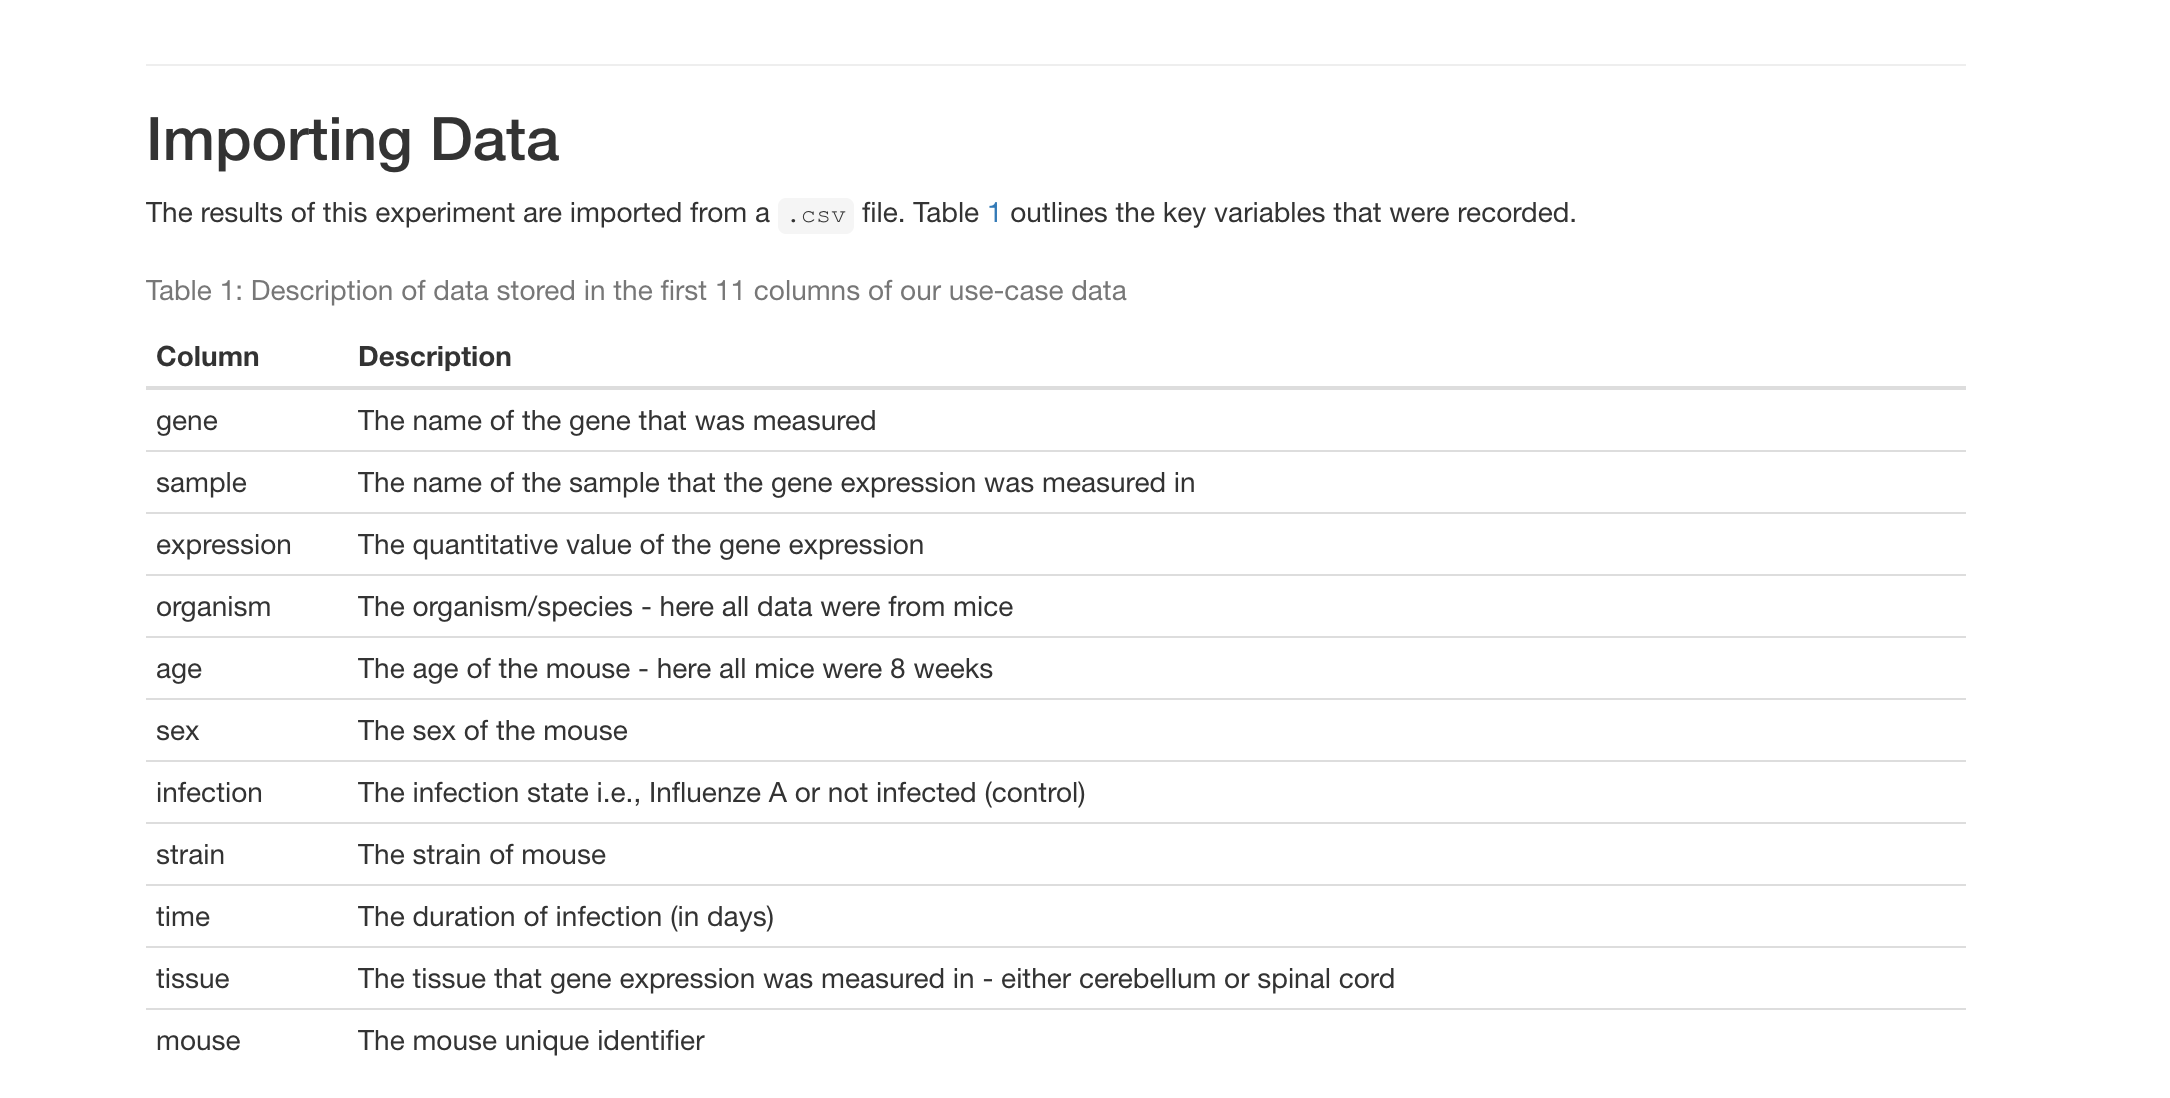 Importing Data
The results of this experiment are imported from a .csv file. Table 1 outlines the key variables that were recorded.
Table 1: Description of data stored in the first 11 columns of our use-case data
Column Description
gene The name of the gene that was measured
sample The name of the sample that the gene expression was measured in
expression The quantitative value of the gene expression
organism The organism/species - here all data were from mice
age The age of the mouse - here all mice were 8 weeks
sex The sex of the mouse
infection The infection state i.e., Influenze A or not infected (control)
strain The strain of mouse
time The duration of infection (in days)
tissue The tissue that gene expression was measured in - either cerebellum or spinal cord
mouse The mouse unique identifier